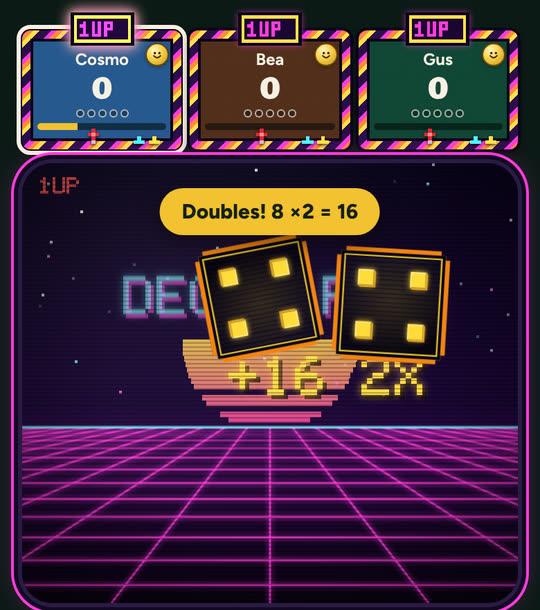 1UP 1UP 1UP
Cosmo Bea Gus
0 0 0
1UP
Doubles! 8 ×2 = 16
+16 2X